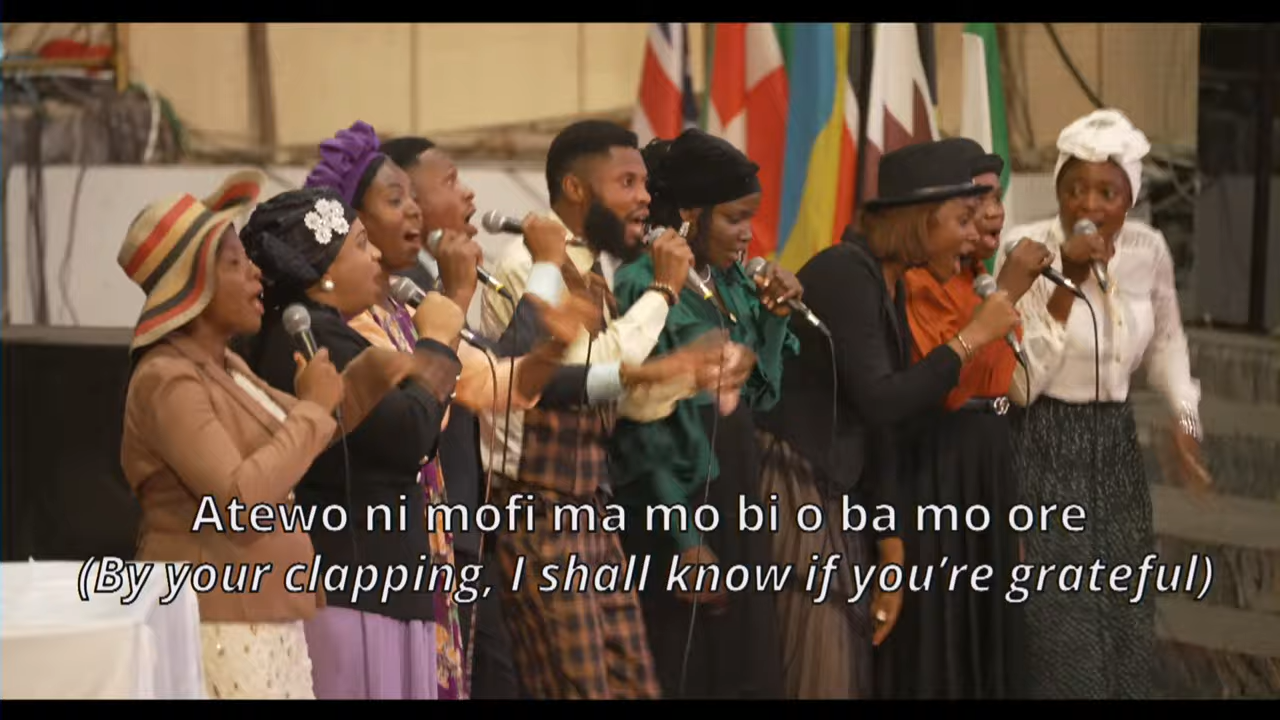 Atewo ni mofi ma mo bi o ba mo ore
(By your clapping, I shall know if you're grateful)